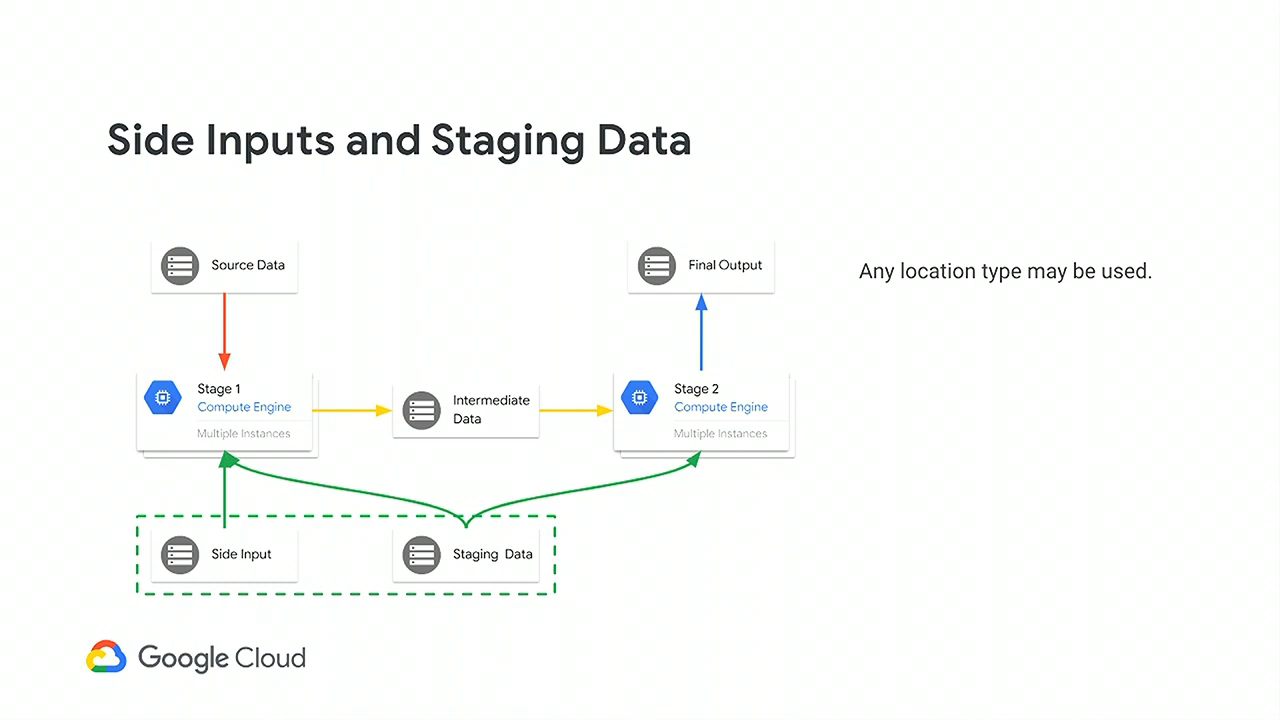 Side Inputs and Staging Data
Source Data
Final Output
Any location type may be used.
Stage 1
Compute Engine
Multiple Instances
Intermediate
Data
Stage 2
Compute Engine
Multiple Instances
Side Input
Staging Data
Google Cloud